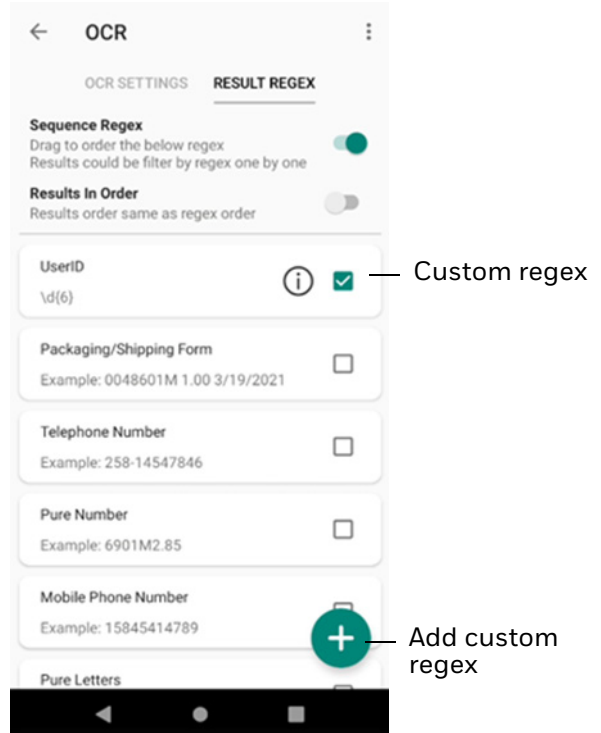 OCR
OCR SETTINGS RESULT REGEX
Sequence Regex
Drag to order the below regex
Results could be filter by regex one by one
Results In Order
Results order same as regex order
UserID
\d{6}
Custom regex
Packaging/Shipping Form
Example: 0048601M 1.00 3/19/2021
Telephone Number
Example: 258-14547846
Pure Number
Example: 6901M2.85
Mobile Phone Number
Example: 15845414789
Add custom
regex
Pure Letters